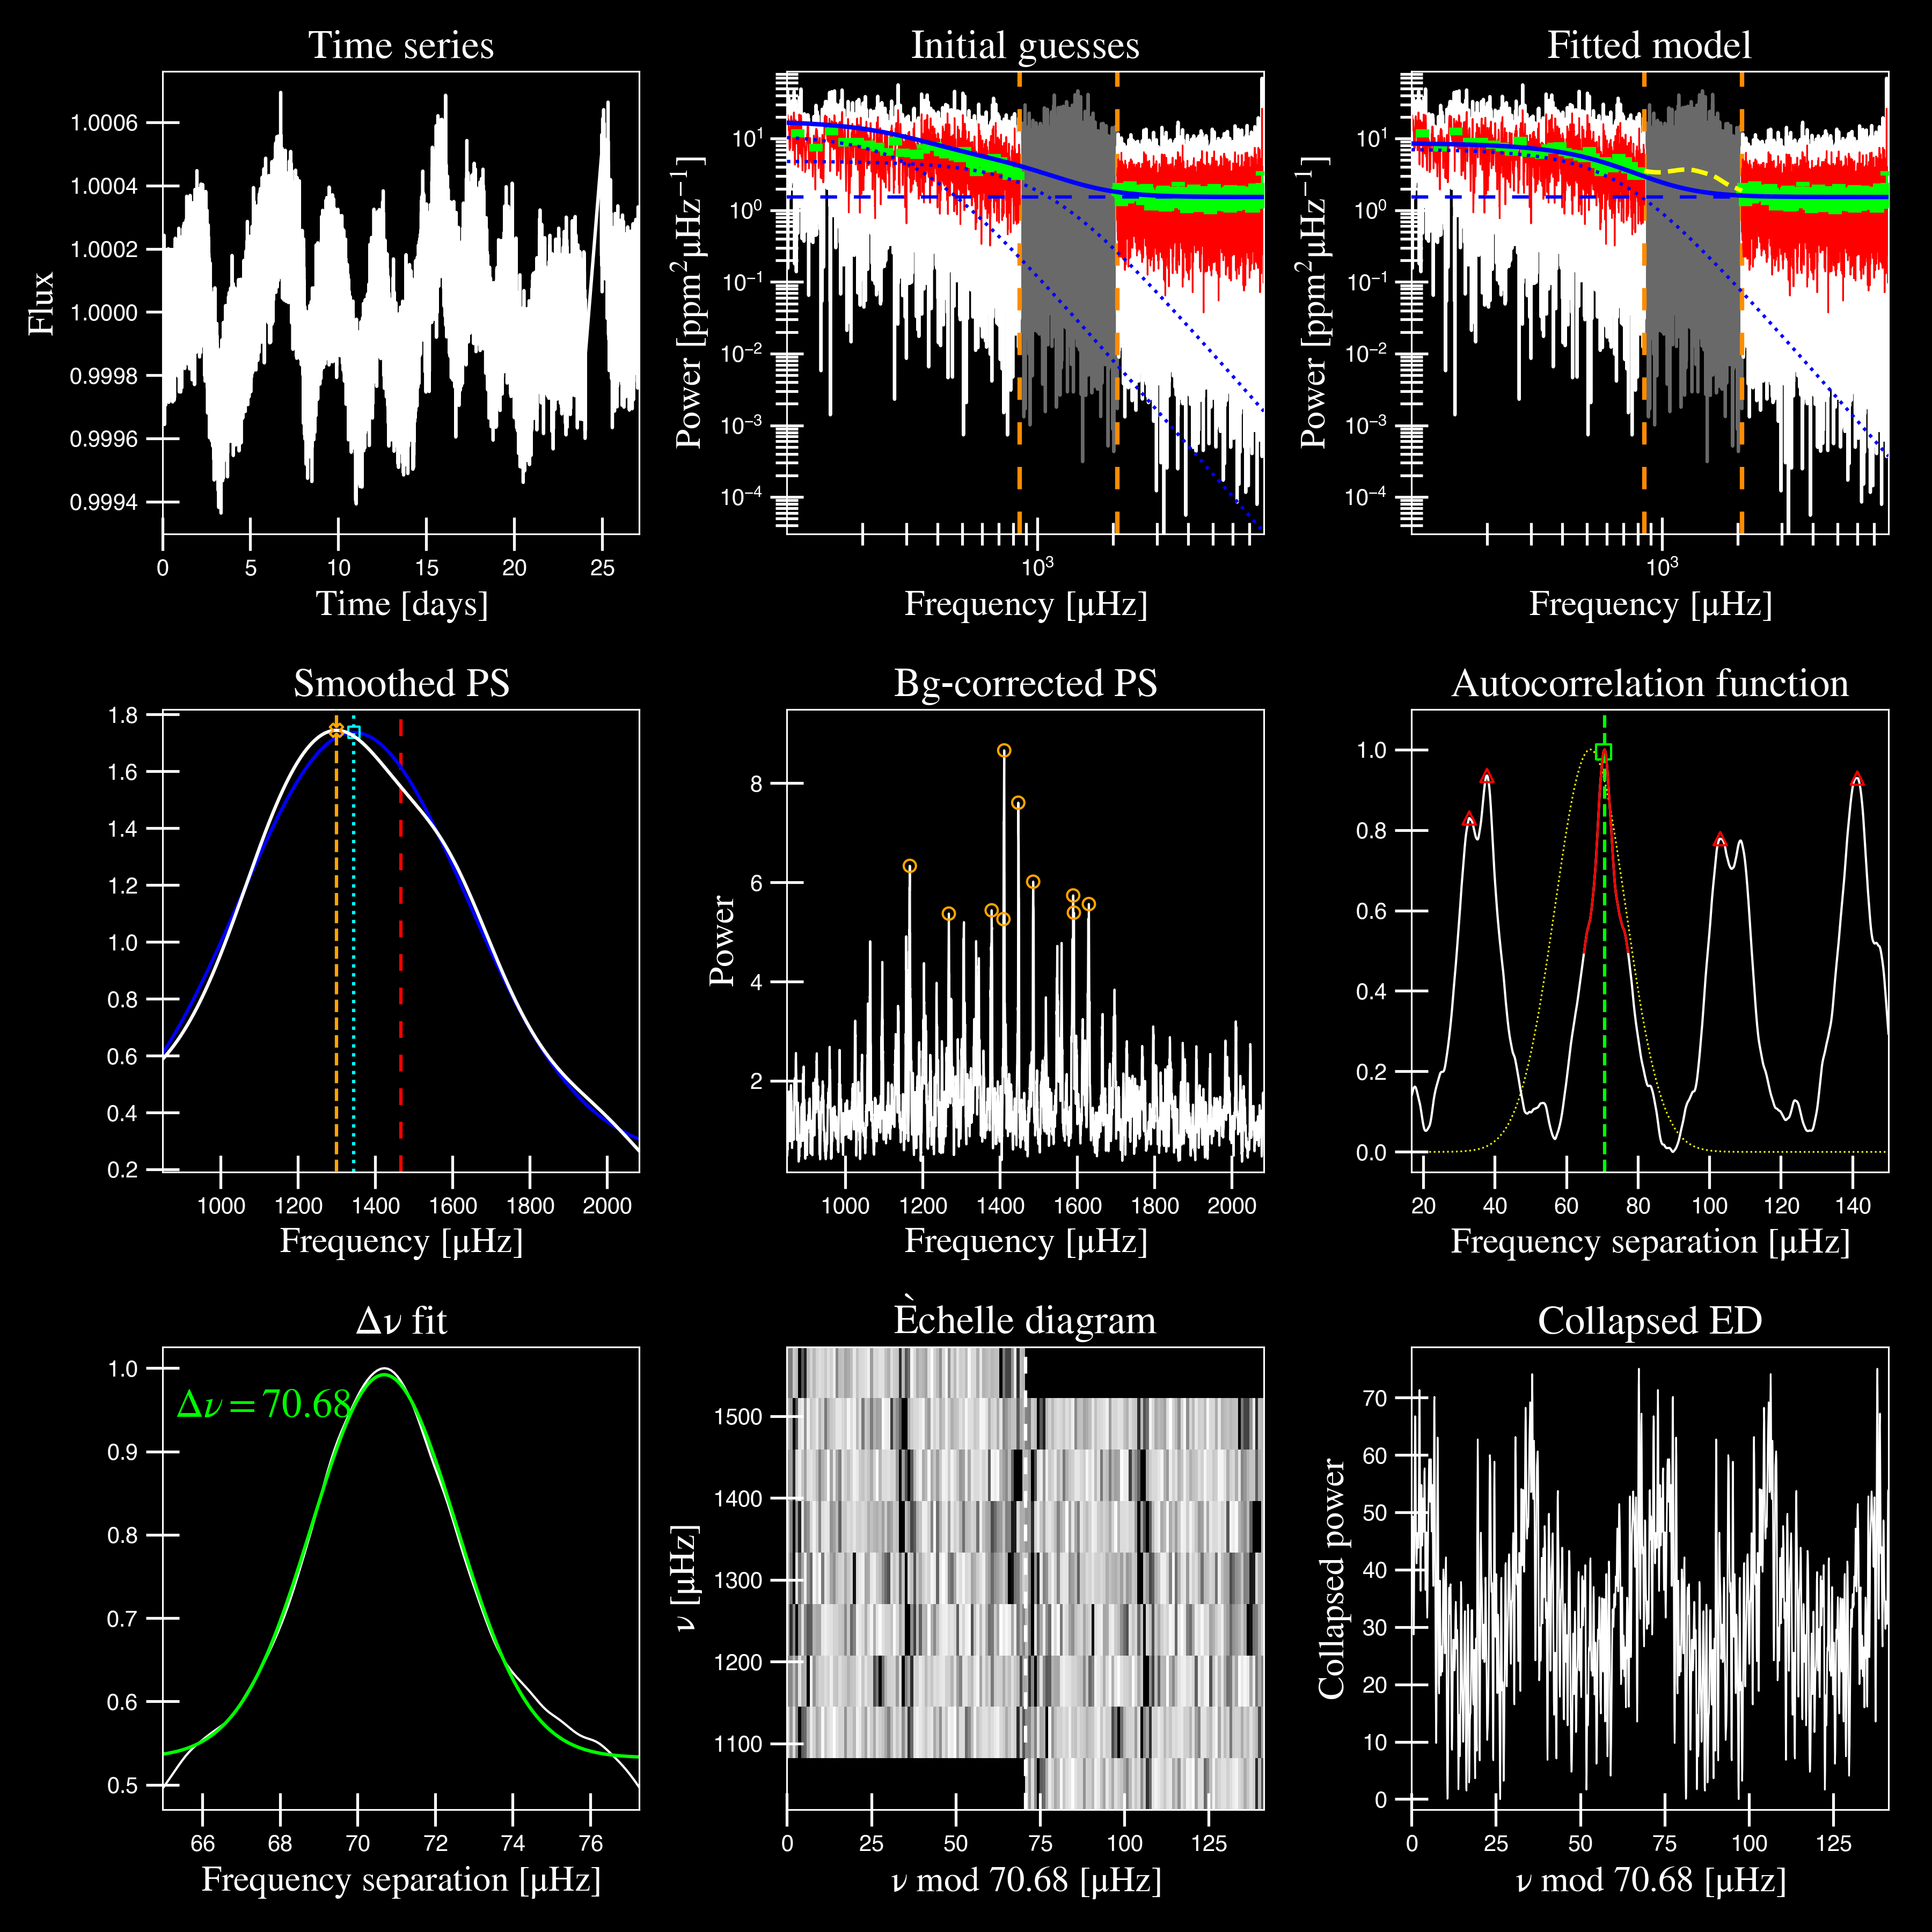 Time series
Initial guesses
Fitted model
1.0006
1.0004
1.0002
1.0000
0.9998
0.9996
0.9994
Flux
0 5 10 15 20 25
Time [days]
10¹
10⁰
10⁻¹
10⁻²
10⁻³
10⁻⁴
Power [ppm²μHz⁻¹]
10³
Frequency [μHz]
10¹
10⁰
10⁻¹
10⁻²
10⁻³
10⁻⁴
Power [ppm²μHz⁻¹]
10³
Frequency [μHz]
Smoothed PS
Bg-corrected PS
Autocorrelation function
1.8
1.6
1.4
1.2
1.0
0.8
0.6
0.4
0.2
1000 1200 1400 1600 1800 2000
Frequency [μHz]
8
6
4
2
Power
1000 1200 1400 1600 1800 2000
Frequency [μHz]
1.0
0.8
0.6
0.4
0.2
0.0
20 40 60 80 100 120 140
Frequency separation [μHz]
Δν fit
Èchelle diagram
Collapsed ED
1.0
0.9
0.8
0.7
0.6
0.5
Δν = 70.68
66 68 70 72 74 76
Frequency separation [μHz]
1500
1400
1300
1200
1100
ν [μHz]
0 25 50 75 100 125
ν mod 70.68 [μHz]
70
60
50
40
30
20
10
0
Collapsed power
0 25 50 75 100 125
ν mod 70.68 [μHz]